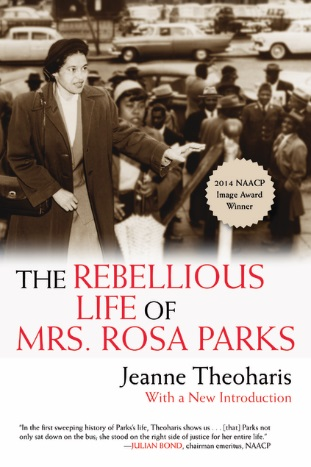 2014 NAACP
Image Award
Winner
THE REBELLIOUS
LIFE OF
MRS. ROSA PARKS
Jeanne Theoharis
With a New Introduction
"In the first sweeping history of Parks's life, Theoharis shows us . . . [that] Parks not
only sat down on the bus, she stood on the right side of justice for her entire life."
—JULIAN BOND, chairman emeritus, NAACP